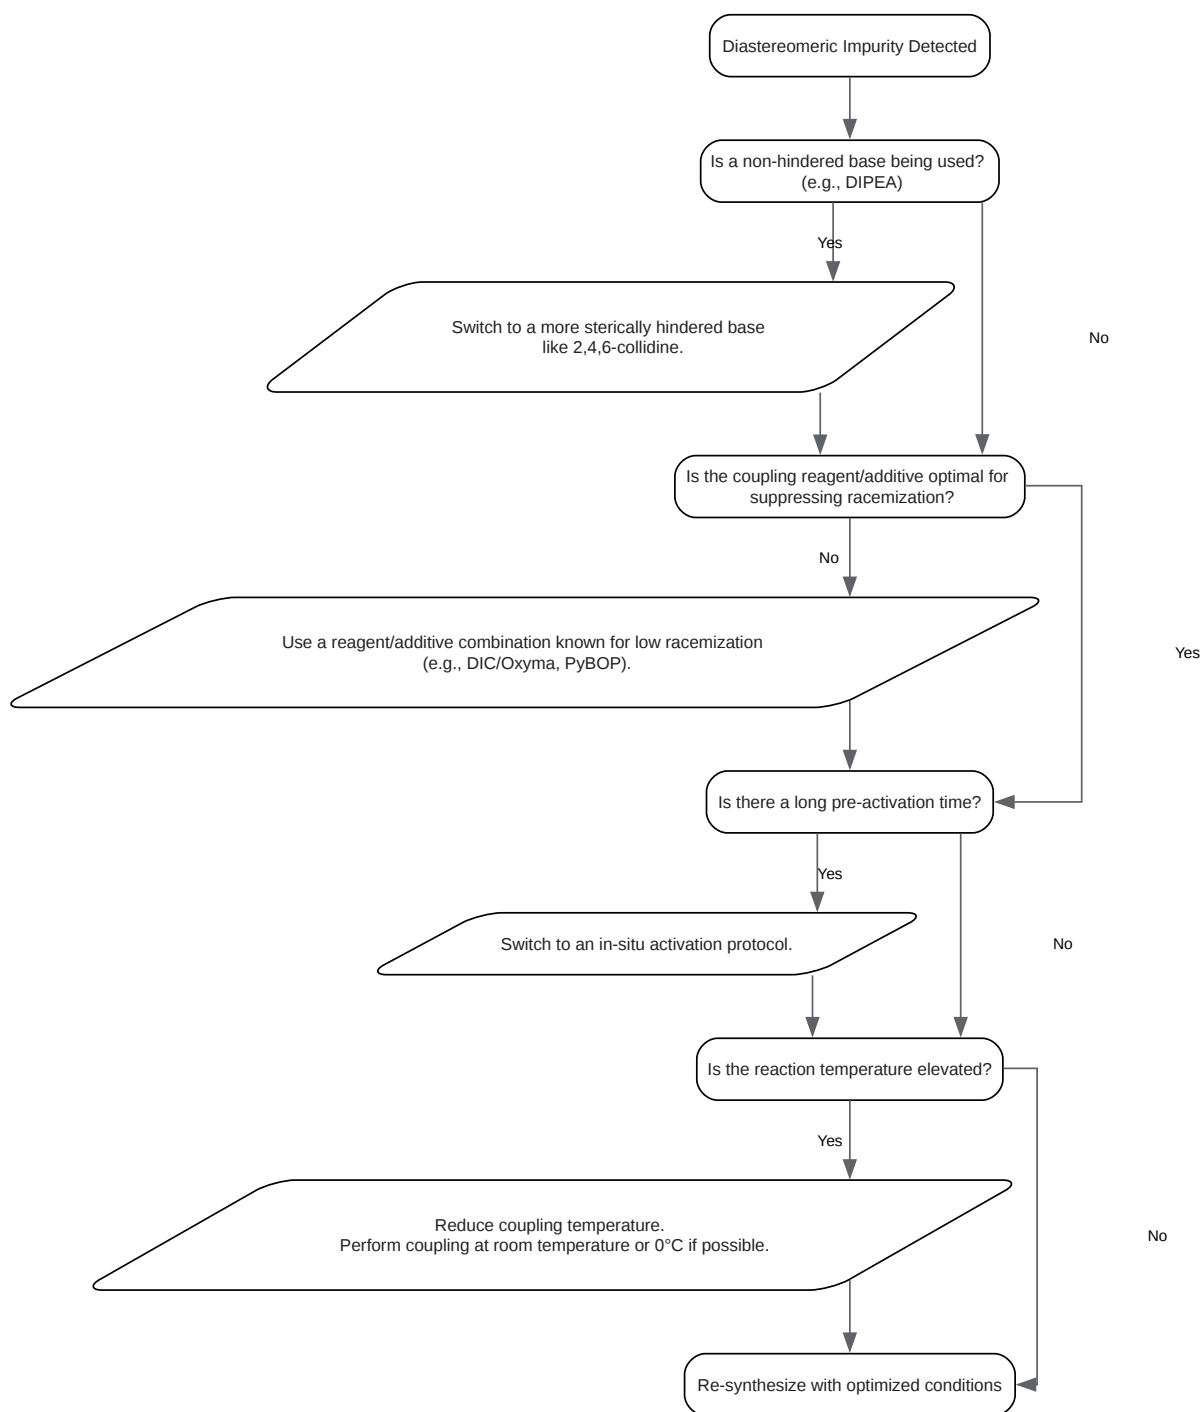 Diastereomeric Impurity Detected
Is a non-hindered base being used?
(e.g., DIPEA)
Yes
Switch to a more sterically hindered base
like 2,4,6-collidine.
No
Is the coupling reagent/additive optimal for
suppressing racemization?
No
Use a reagent/additive combination known for low racemization
(e.g., DIC/Oxyma, PyBOP).
Yes
Is there a long pre-activation time?
Yes
Switch to an in-situ activation protocol.
No
Is the reaction temperature elevated?
Yes
Reduce coupling temperature.
Perform coupling at room temperature or 0°C if possible.
No
Re-synthesize with optimized conditions